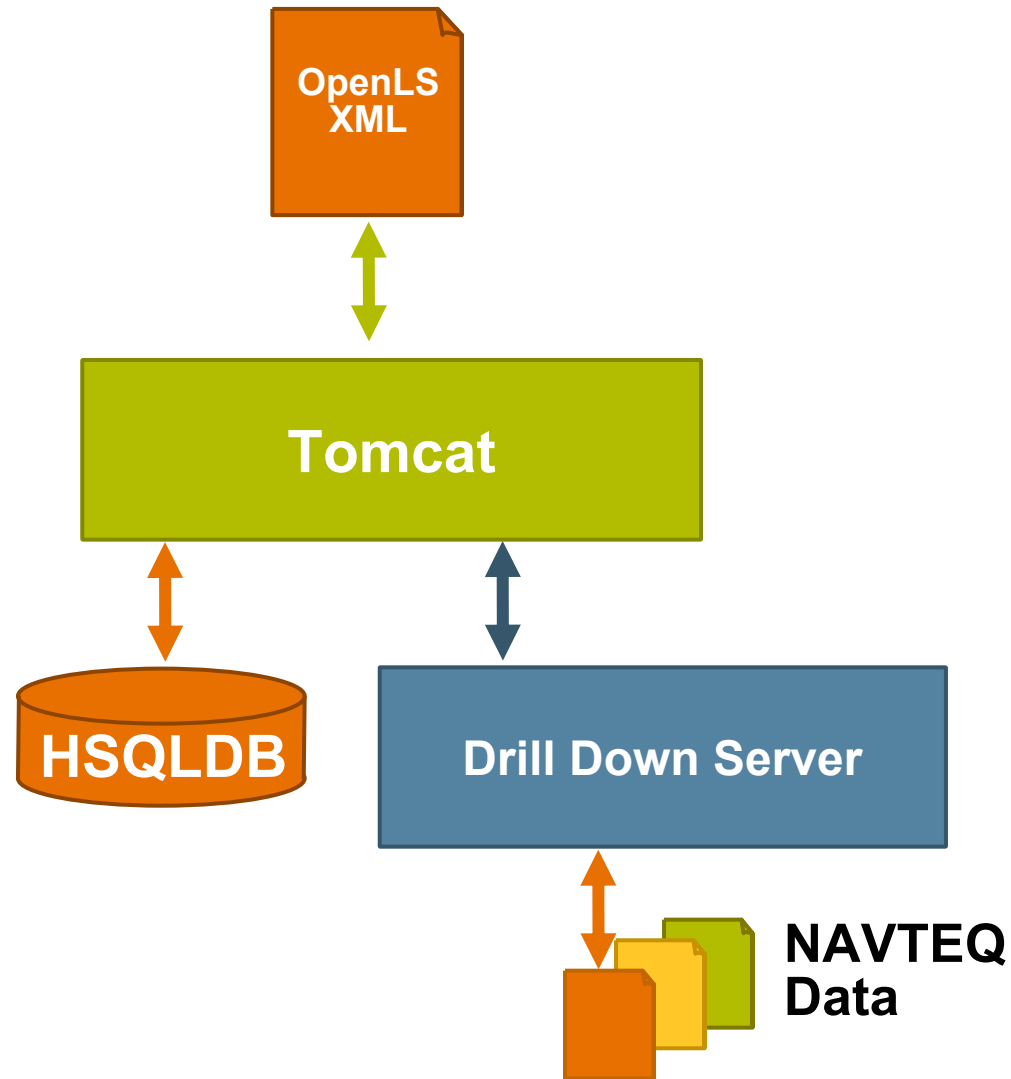 OpenLS
XML
Tomcat
HSQLDB
Drill Down Server
NAVTEQ
Data